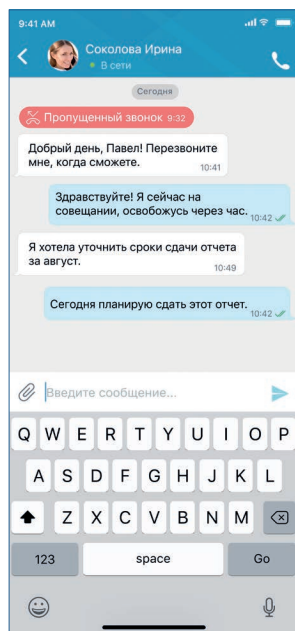 9:41 AM
Соколова Ирина
В сети
Сегодня
Пропущенный звонок 9:32
Добрый день, Павел! Перезвоните
мне, когда сможете.
10:41
Здравствуйте! Я сейчас на
совещании, освобожусь через час.
10:42
Я хотела уточнить сроки сдачи отчета
за август.
10:49
Сегодня планирую сдать этот отчет.
10:42
Введите сообщение...
Q W E R T Y U I O P
A S D F G H J K L
Z X C V B N M
123 space Go